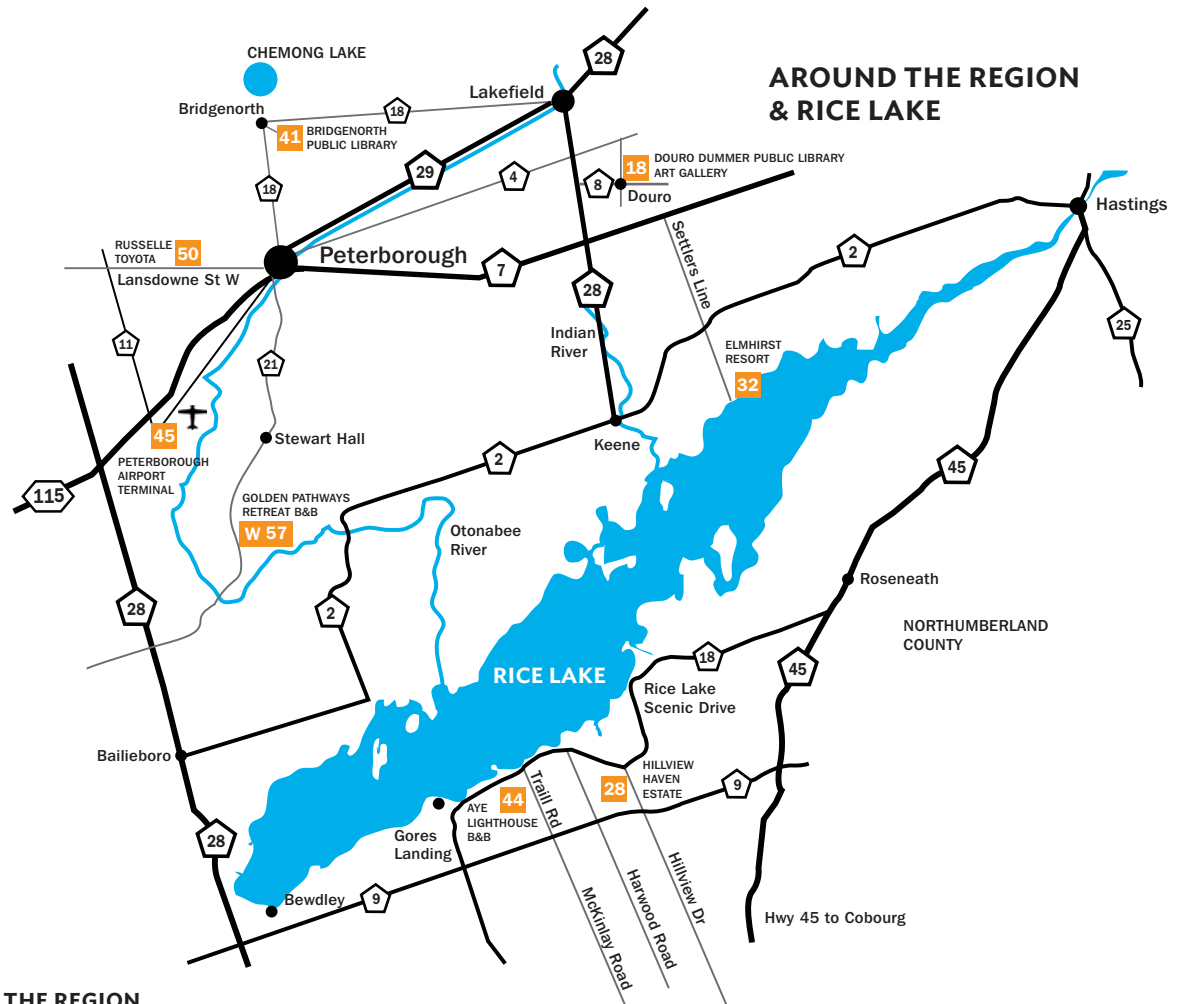 AROUND THE REGION
& RICE LAKE
CHEMONG LAKE
Bridgenorth
18
Lakefield
28
41
BRIDGENORTH
PUBLIC LIBRARY
29
4
18
8
18
DOURO DUMMER PUBLIC LIBRARY
ART GALLERY
Douro
Hastings
RUSSELLE
TOYOTA
50
Lansdowne St W
Peterborough
7
Settlers Line
2
28
25
11
21
Indian
River
ELMHIRST
RESORT
32
45
PETERBOROUGH
AIRPORT
TERMINAL
Stewart Hall
Keene
2
45
115
GOLDEN PATHWAYS
RETREAT B&B
W 57
Otonabee
River
28
2
Roseneath
NORTHUMBERLAND
COUNTY
RICE LAKE
18
45
Rice Lake
Scenic Drive
Bailieboro
28
HILLVIEW
HAVEN
ESTATE
9
44
AYE
LIGHTHOUSE
B&B
Traill Rd
28
Gores
Landing
Bewdley
9
McKinlay Road
Harwood Road
Hillview Dr
Hwy 45 to Cobourg
THE REGION